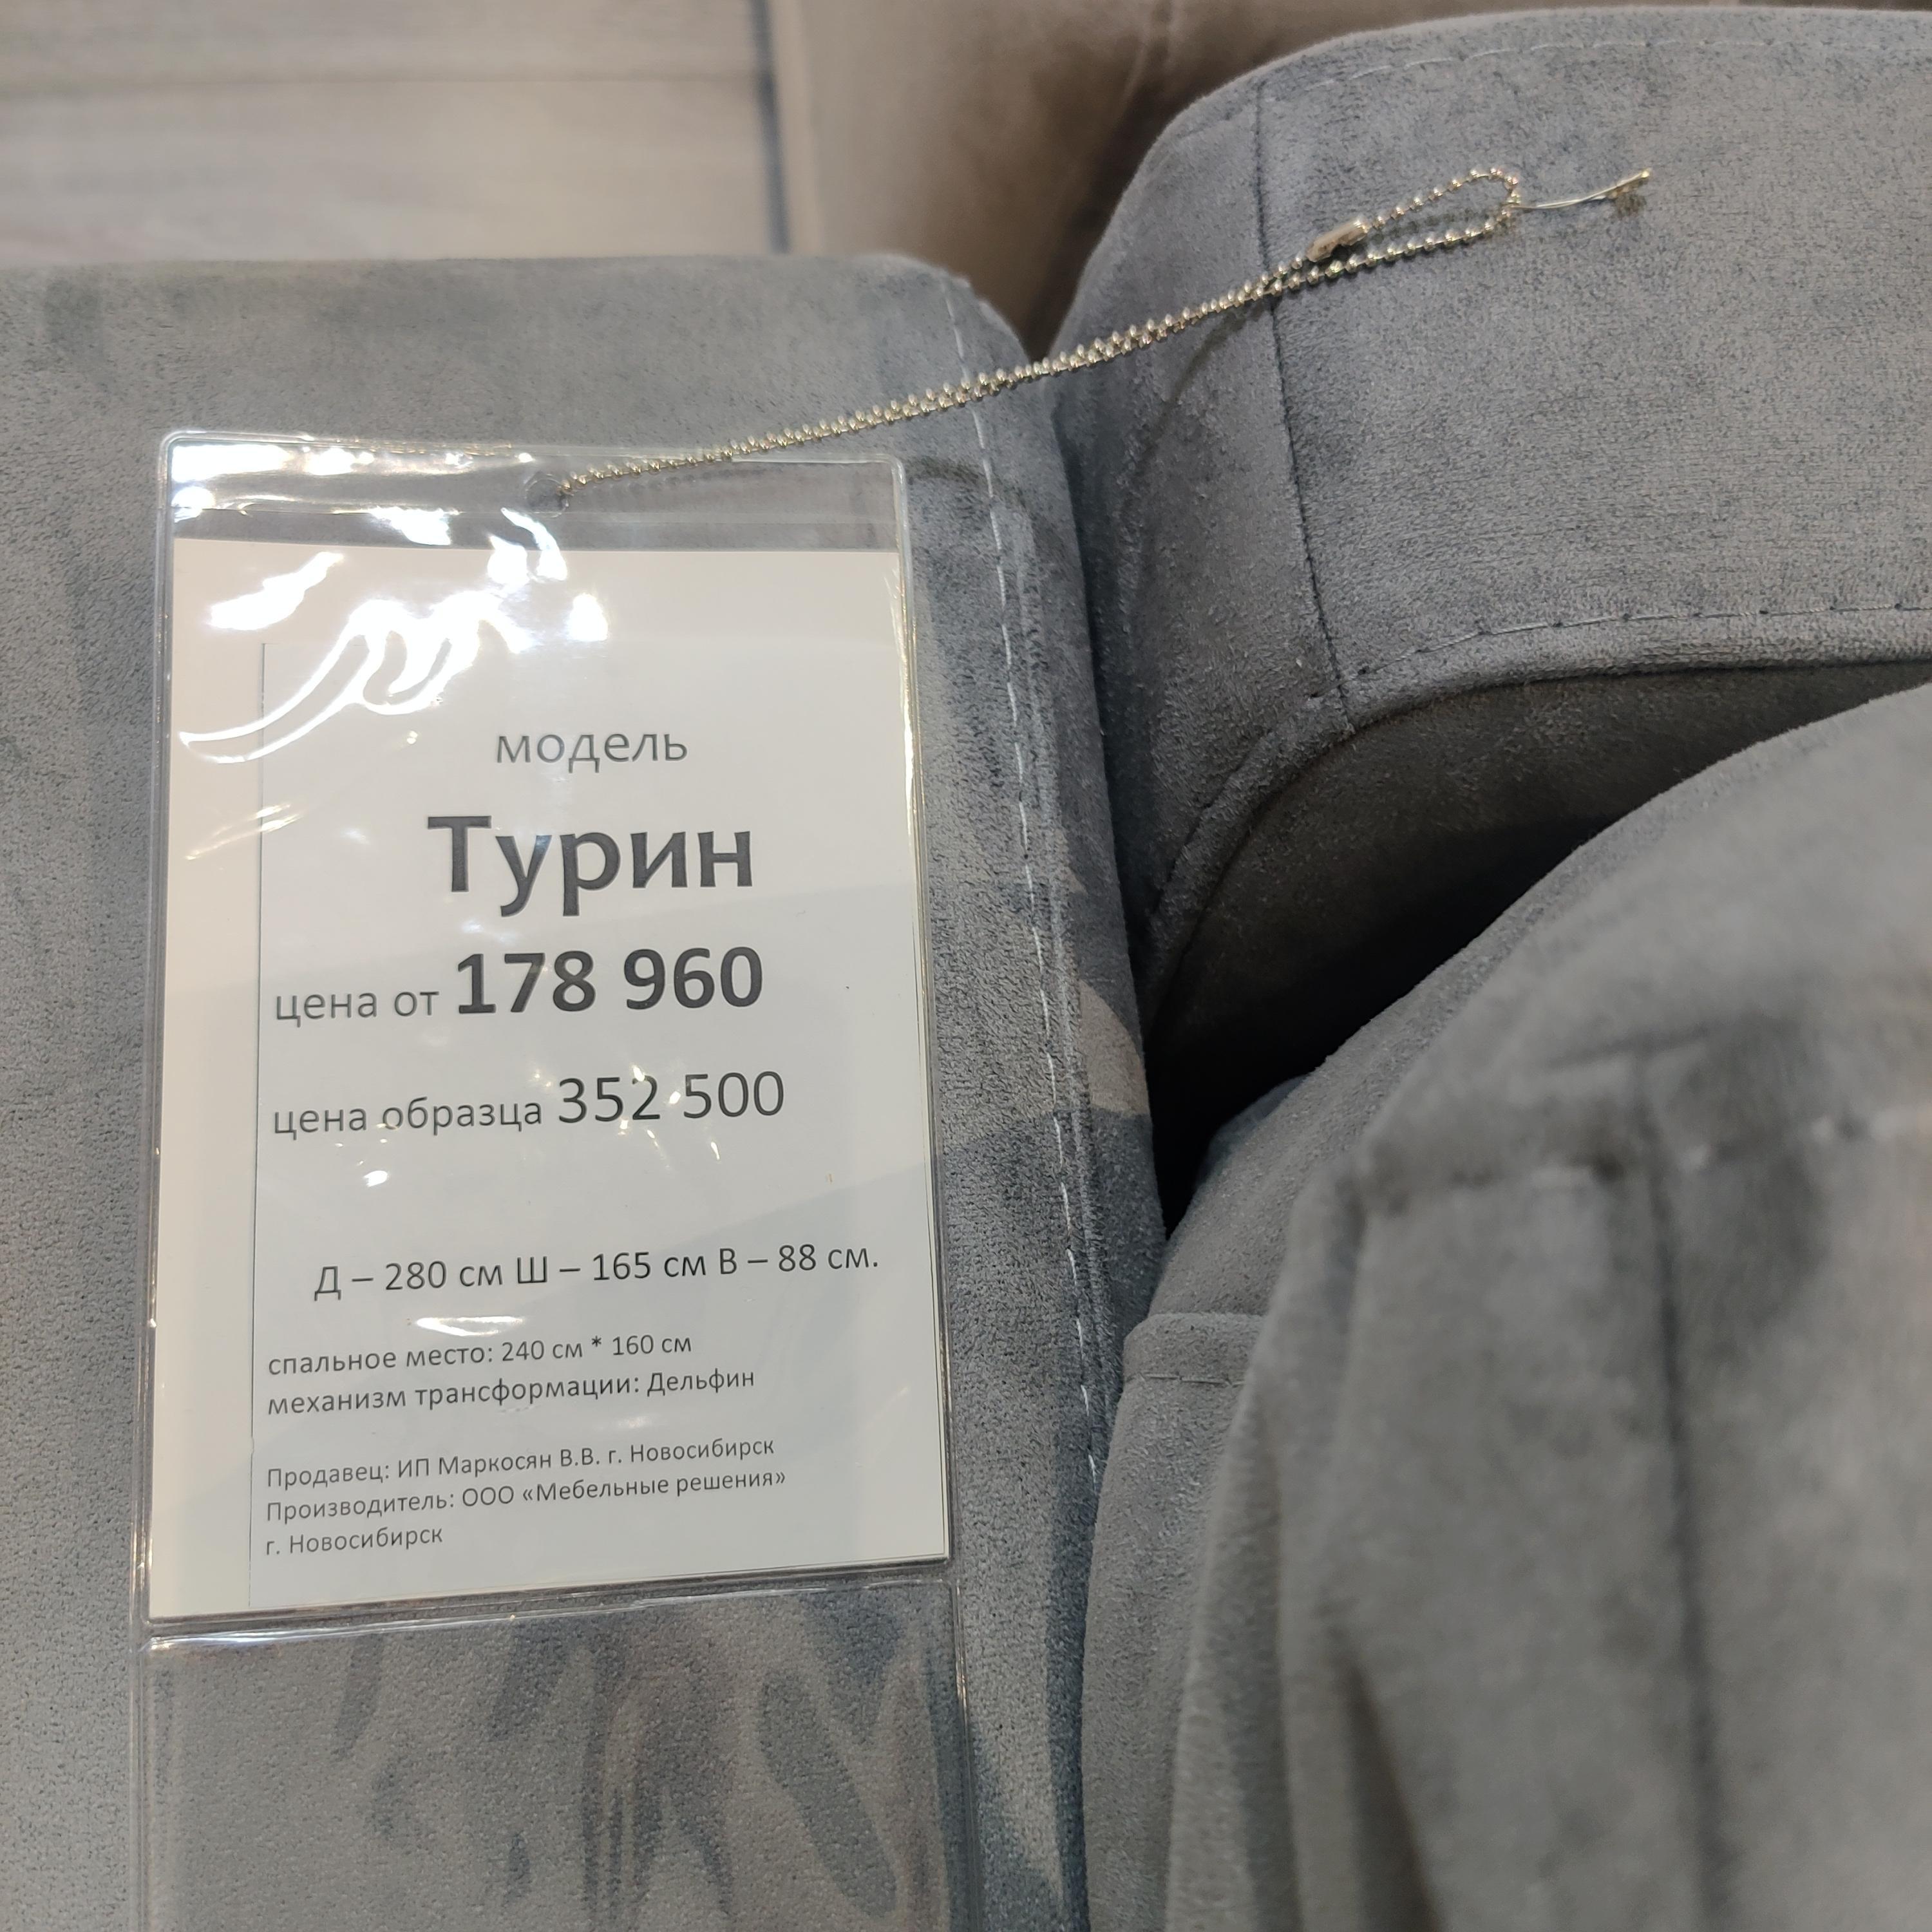 модель
Турин
цена от 178 960
цена образца 352 500
Д – 280 см Ш – 165 см В – 88 см.
спальное место: 240 см * 160 см
механизм трансформации: Дельфин
Продавец: ИП Маркосян В.В. г. Новосибирск
Производитель: ООО «Мебельные решения»
г. Новосибирск